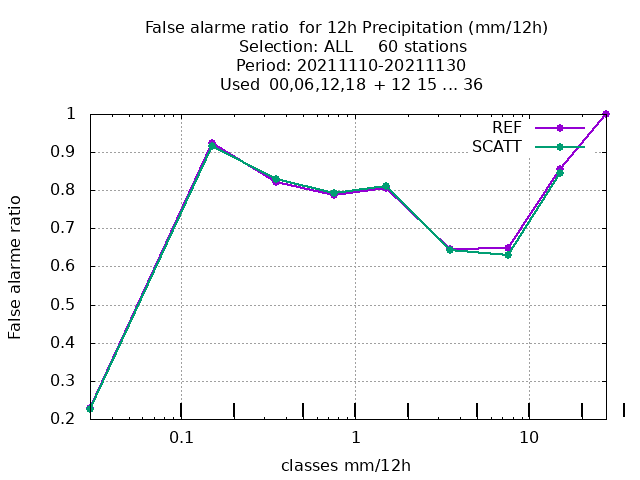 False alarme ratio  for 12h Precipitation (mm/12h)
Selection: ALL     60 stations
Period: 20211110-20211130
Used  00,06,12,18  + 12 15 ... 36
REF
SCATT
1
0.9
0.8
0.7
0.6
0.5
0.4
0.3
0.2
False alarme ratio
0.1
1
10
classes mm/12h